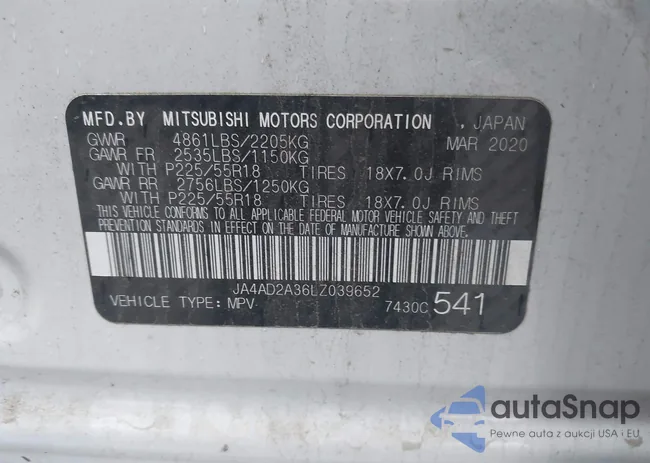 MFD.BY MITSUBISHI MOTORS CORPORATION , JAPAN
GVWR 4861LBS/2205KG MAR 2020
GAWR FR 2535LBS/1150KG
WITH P225/55R18 TIRES 18X7.0J RIMS
GAWR RR 2756LBS/1250KG
WITH P225/55R18 TIRES 18X7.0J RIMS
THIS VEHICLE CONFORMS TO ALL APPLICABLE FEDERAL MOTOR VEHICLE SAFETY AND THEFT
PREVENTION STANDARDS IN EFFECT ON THE DATE OF MANUFACTURE SHOWN ABOVE.
JA4AD2A36LZ039652
VEHICLE TYPE: MPV 7430C 541
autaSnap
Pewne auta z aukcji USA i EU